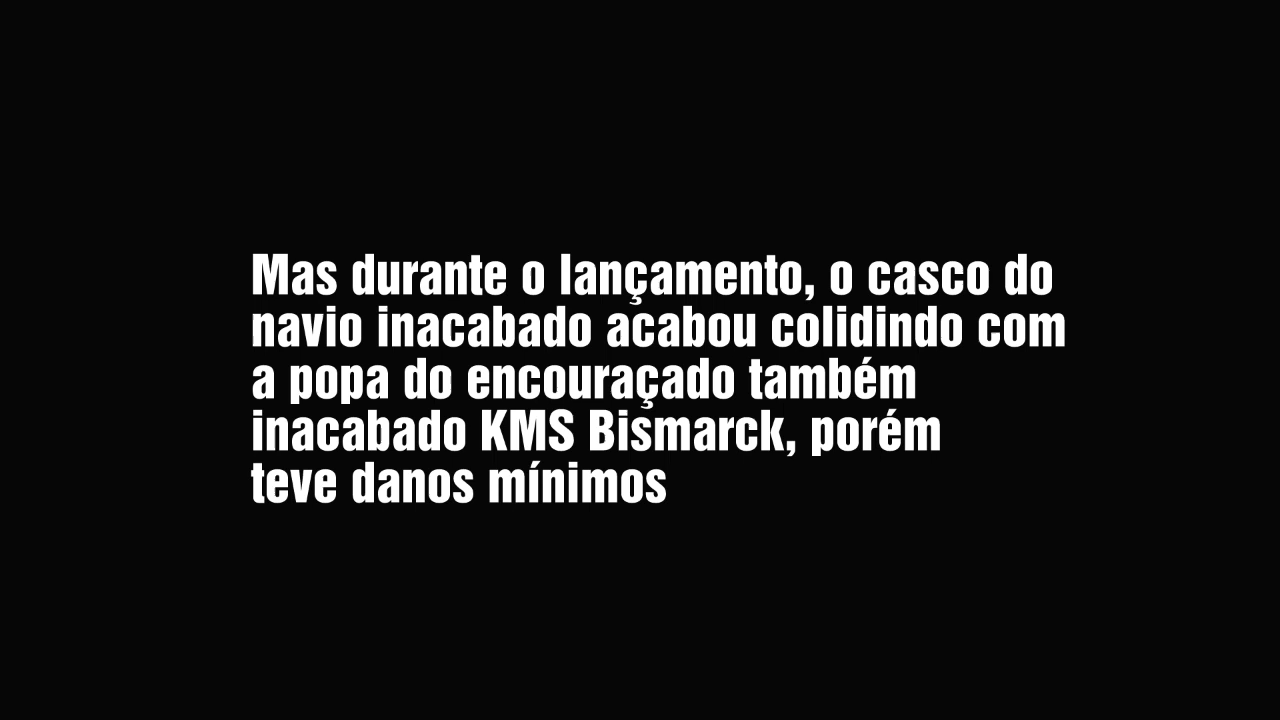 Mas durante o lançamento, o casco do
navio inacabado acabou colidindo com
a popa do encouraçado também
inacabado KMS Bismarck, porém
teve danos mínimos